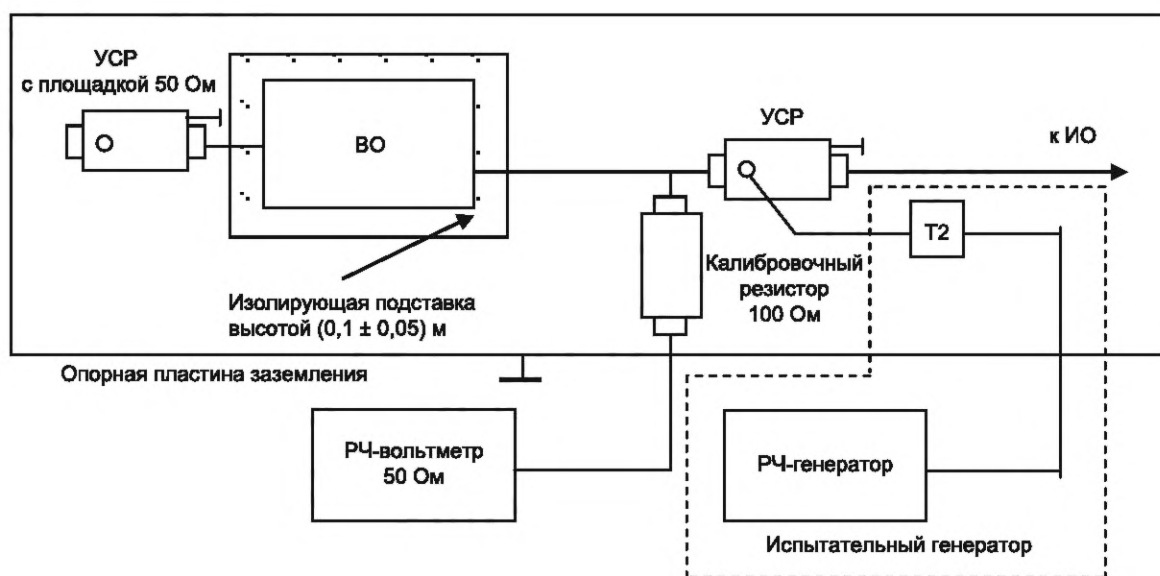 УСР
с площадкой 50 Ом
ВО
УСР
к ИО
Т2
Калибровочный
резистор
100 Ом
Изолирующая подставка
высотой (0,1 ± 0,05) м
Опорная пластина заземления
РЧ-вольтметр
50 Ом
РЧ-генератор
Испытательный генератор